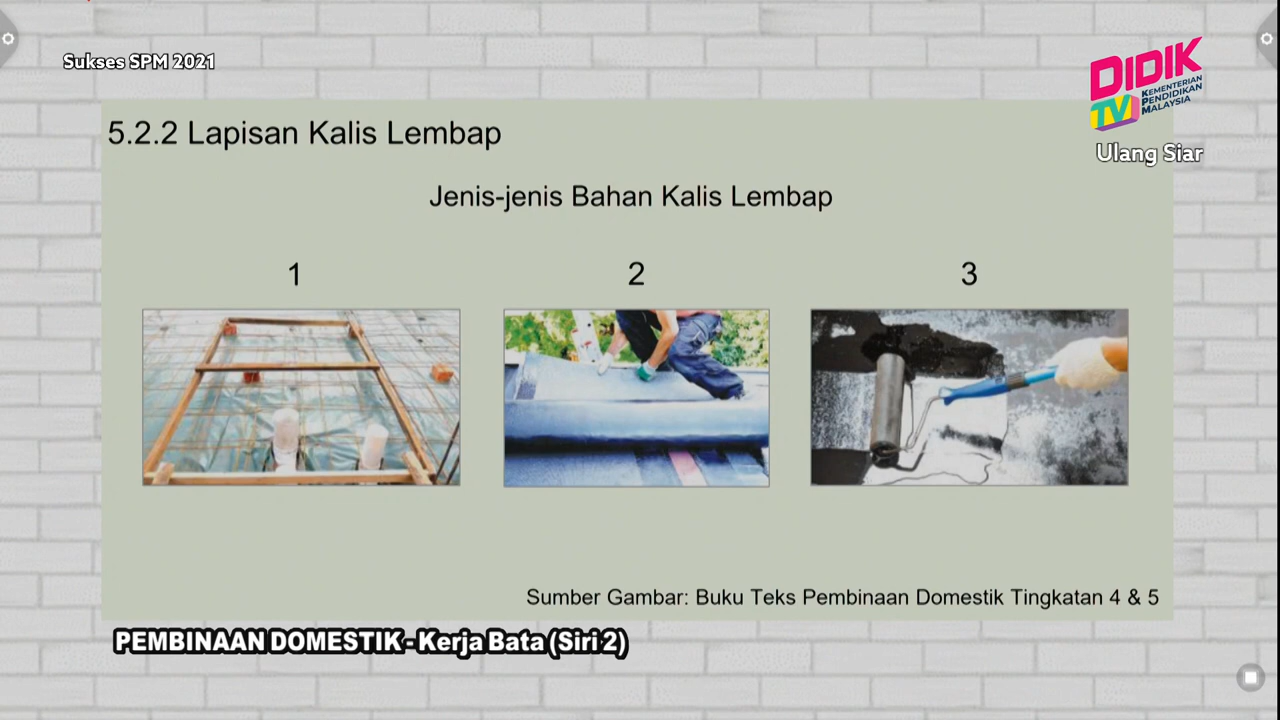 Sukses SPM 2021
DIDIK
TV
KEMENTERIAN
PENDIDIKAN
MALAYSIA
Ulang Siar
5.2.2 Lapisan Kalis Lembap
Jenis-jenis Bahan Kalis Lembap
1
2
3
Sumber Gambar: Buku Teks Pembinaan Domestik Tingkatan 4 & 5
PEMBINAAN DOMESTIK - Kerja Bata (Siri 2)